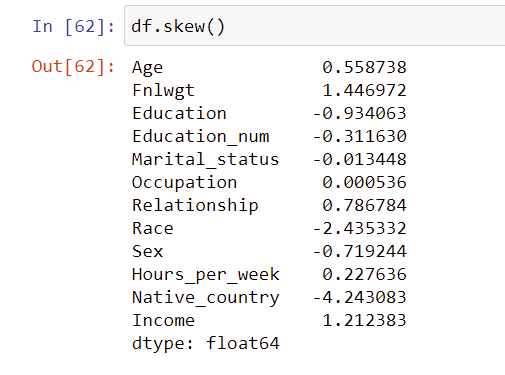 In [62]: df.skew()
Out[62]: Age 0.558738
Fnlwgt 1.446972
Education -0.934063
Education_num -0.311630
Marital_status -0.013448
Occupation 0.000536
Relationship 0.786784
Race -2.435332
Sex -0.719244
Hours_per_week 0.227636
Native_country -4.243083
Income 1.212383
dtype: float64